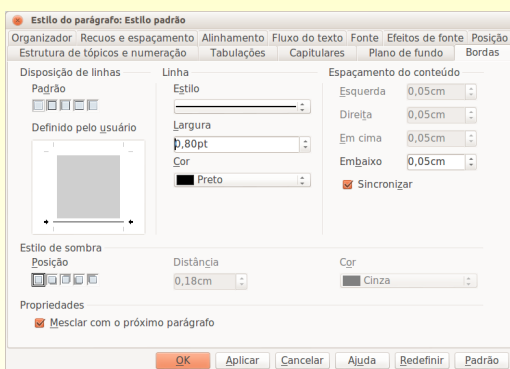 Estilo do parágrafo: Estilo padrão
Organizador Recuos e espaçamento Alinhamento Fluxo do texto Fonte Efeitos de fonte Posição
Estrutura de tópicos e numeração Tabulações Capitulares Plano de fundo Bordas
Disposição de linhas Linha Espaçamento do conteúdo
Padrão Estilo Esquerda 0,05cm
Direita 0,05cm
Definido pelo usuário Largura Em cima 0,05cm
0,80pt Embaixo 0,05cm
Cor
Preto Sincronizar
Estilo de sombra
Posição Distância Cor
0,18cm Cinza
Propriedades
Mesclar com o próximo parágrafo
OK Aplicar Cancelar Ajuda Redefinir Padrão